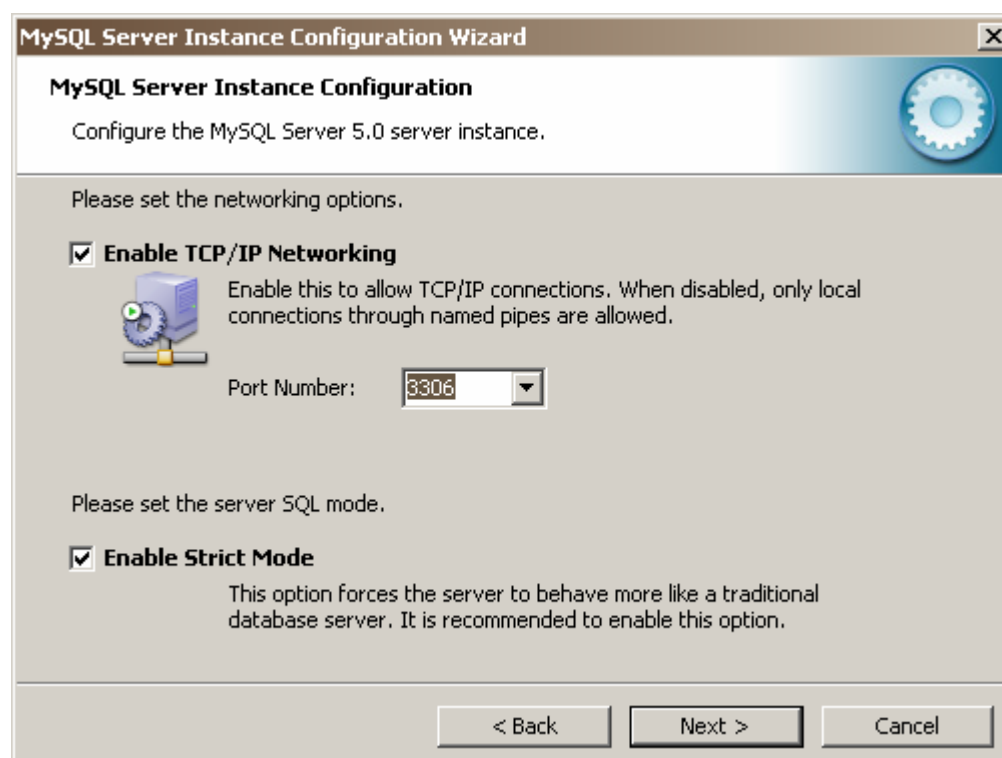 MySQL Server Instance Configuration Wizard
MySQL Server Instance Configuration
Configure the MySQL Server 5.0 server instance.
Please set the networking options.
Enable TCP/IP Networking
Enable this to allow TCP/IP connections. When disabled, only local
connections through named pipes are allowed.
Port Number: 3306
Please set the server SQL mode.
Enable Strict Mode
This option forces the server to behave more like a traditional
database server. It is recommended to enable this option.
< Back Next > Cancel